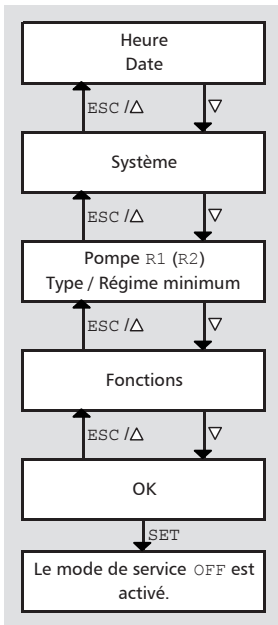 Heure
Date
ESC /△ ▽
Système
ESC /△ ▽
Pompe R1 (R2)
Type / Régime minimum
ESC /△ ▽
Fonctions
ESC /△ ▽
OK
SET
Le mode de service OFF est
activé.